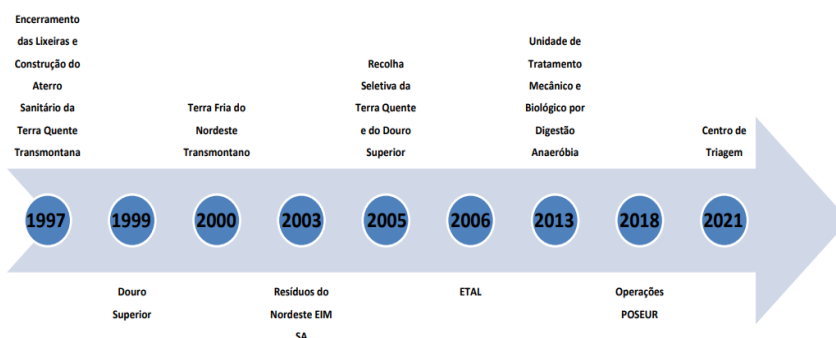 Encerramento
das Lixeiras e
Construção do
Aterro
Sanitário da
Terra Quente
Transmontana
Terra Fria do
Nordeste
Transmontano
Recolha
Seletiva da
Terra Quente
e do Douro
Superior
Unidade de
Tratamento
Mecânico e
Biológico por
Digestão
Anaeróbia
Centro de
Triagem
1997
1999
2000
2003
2005
2006
2013
2018
2021
Douro
Superior
Resíduos do
Nordeste EIM
SA
ETAL
Operações
POSEUR